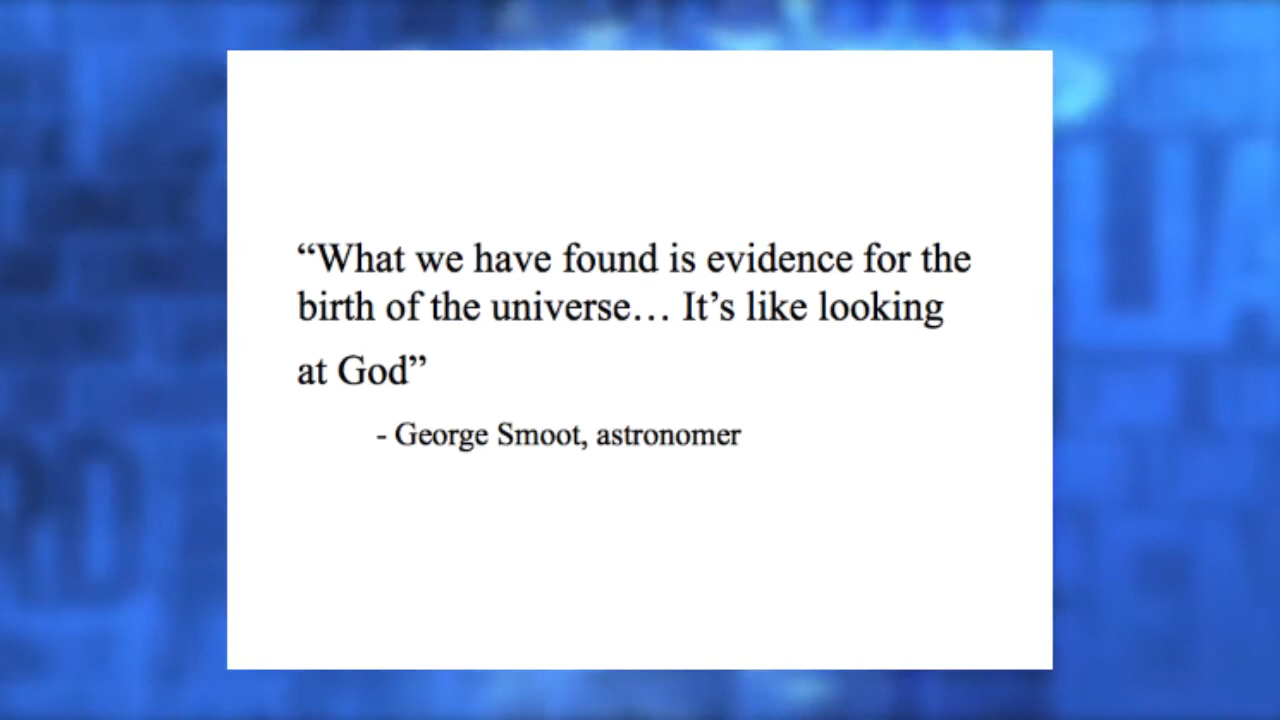 “What we have found is evidence for the
birth of the universe… It’s like looking
at God”
- George Smoot, astronomer